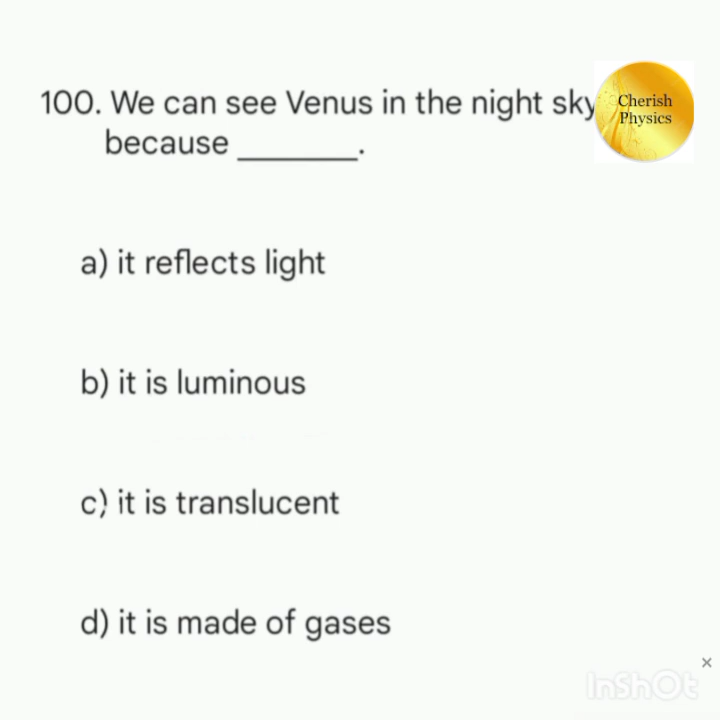 100. We can see Venus in the night sky
because ________.
Cherish
Physics
a) it reflects light
b) it is luminous
c) it is translucent
d) it is made of gases
×
InShOt